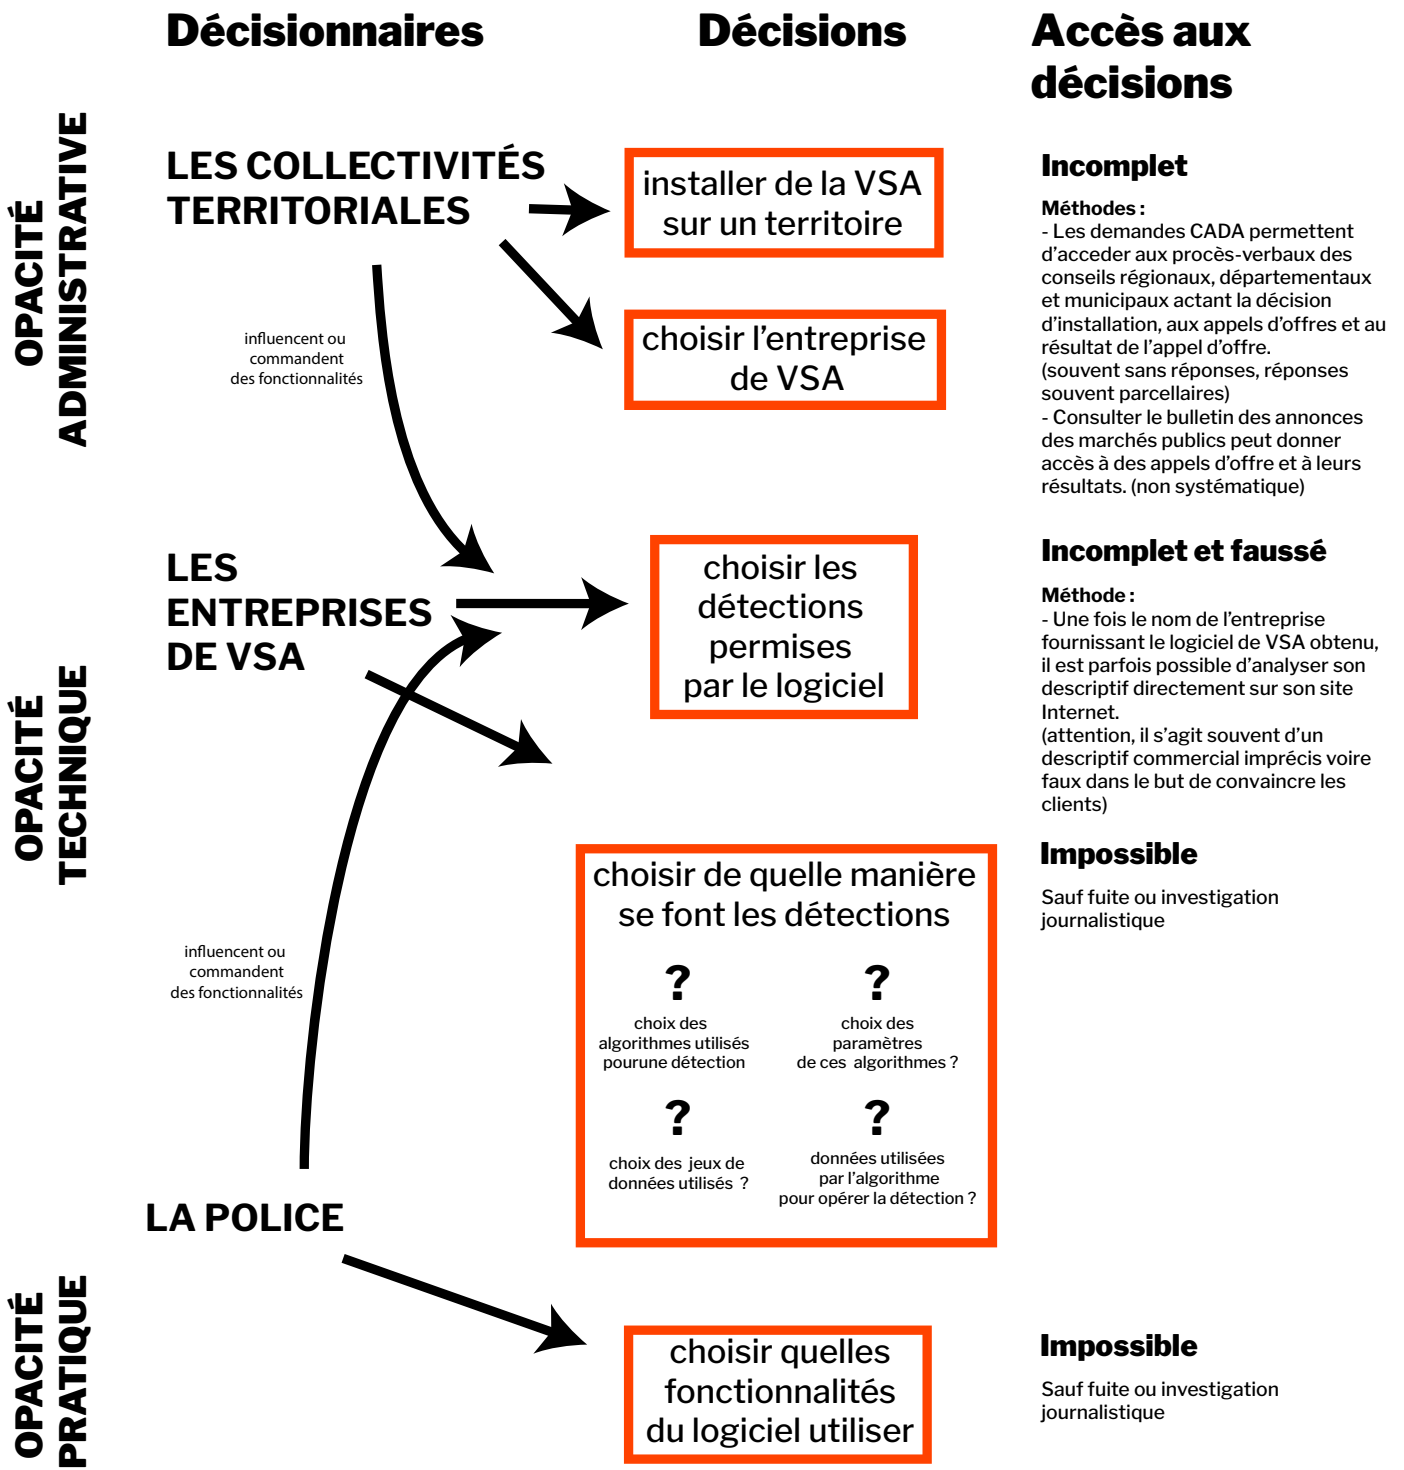 Décisionnaires
Décisions
Accès aux
décisions
OPACITÉ
ADMINISTRATIVE
LES COLLECTIVITÉS
TERRITORIALES
influencent ou
commandent
des fonctionnalités
installer de la VSA
sur un territoire
choisir l’entreprise
de VSA
Incomplet
Méthodes :
- Les demandes CADA permettent
d’acceder aux procès-verbaux des
conseils régionaux, départementaux
et municipaux actant la décision
d’installation, aux appels d’offres et au
résultat de l’appel d’offre.
(souvent sans réponses, réponses
souvent parcellaires)
- Consulter le bulletin des annonces
des marchés publics peut donner
accès à des appels d’offre et à leurs
résultats. (non systématique)
OPACITÉ
TECHNIQUE
LES
ENTREPRISES
DE VSA
choisir les
détections
permises
par le logiciel
Incomplet et faussé
Méthode :
- Une fois le nom de l’entreprise
fournissant le logiciel de VSA obtenu,
il est parfois possible d’analyser son
descriptif directement sur son site
Internet.
(attention, il s’agit souvent d’un
descriptif commercial imprécis voire
faux dans le but de convaincre les
clients)
choisir de quelle manière
se font les détections
?
choix des
algorithmes utilisés
pourune détection
?
choix des
paramètres
de ces  algorithmes ?
?
choix des  jeux de
données utilisés  ?
?
données utilisées
par l’algorithme
pour opérer la détection ?
Impossible
Sauf fuite ou investigation
journalistique
influencent ou
commandent
des fonctionnalités
LA POLICE
OPACITÉ
PRATIQUE
choisir quelles
fonctionnalités
du logiciel utiliser
Impossible
Sauf fuite ou investigation
journalistique